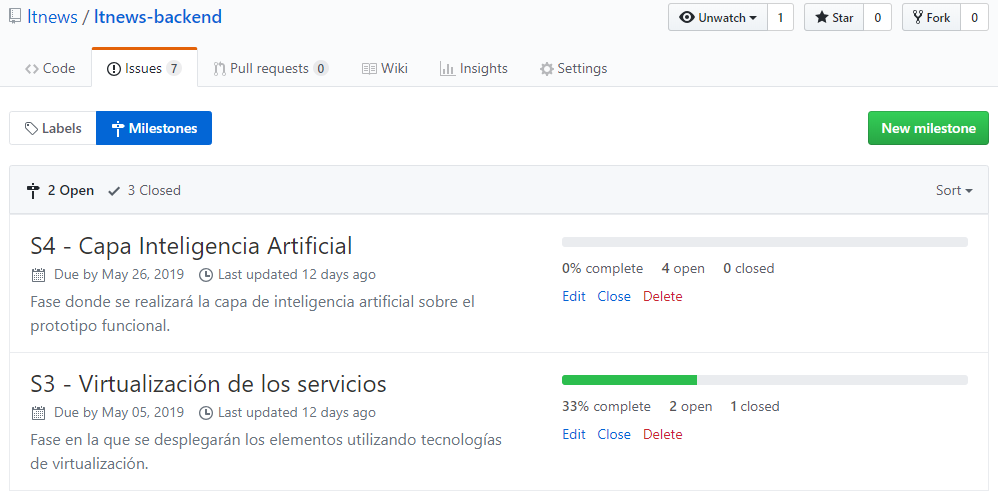 ltnews / ltnews-backend
Unwatch 1 Star 0 Fork 0
Code Issues 7 Pull requests 0 Wiki Insights Settings
Labels Milestones New milestone
2 Open 3 Closed Sort
S4 - Capa Inteligencia Artificial
Due by May 26, 2019 Last updated 12 days ago
Fase donde se realizará la capa de inteligencia artificial sobre el
prototipo funcional.
0% complete 4 open 0 closed
Edit Close Delete
S3 - Virtualización de los servicios
Due by May 05, 2019 Last updated 12 days ago
Fase en la que se desplegarán los elementos utilizando tecnologías
de virtualización.
33% complete 2 open 1 closed
Edit Close Delete